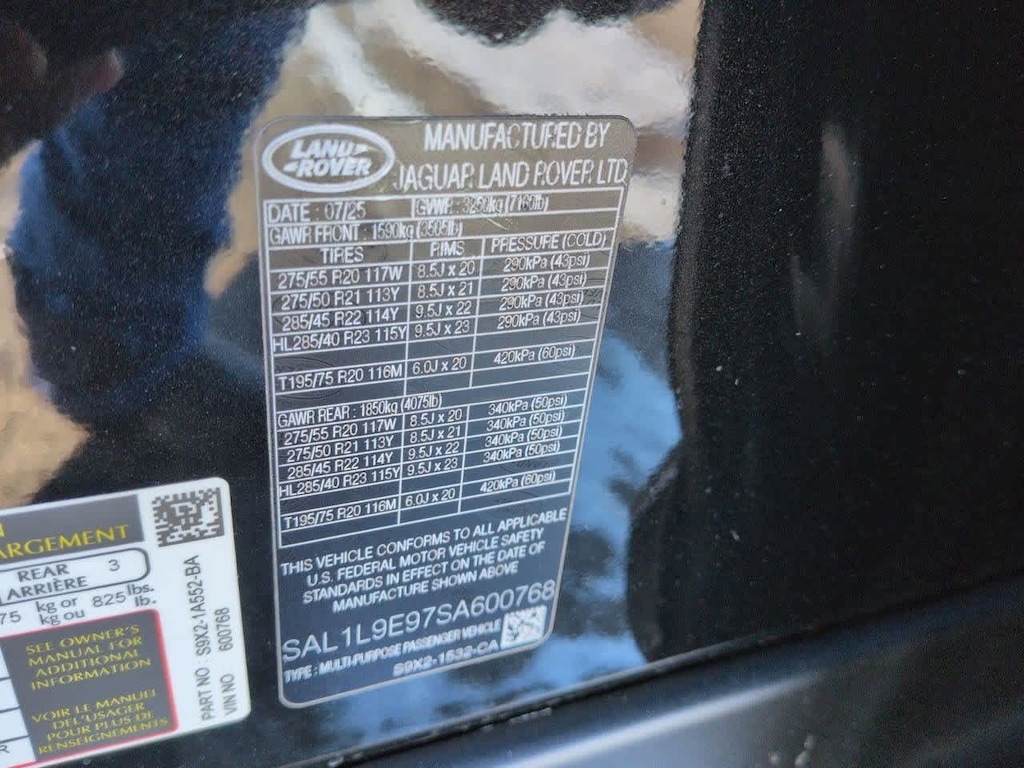 LAND
ROVER
MANUFACTURED BY
JAGUAR LAND ROVER LTD
DATE : 07/25 GVWR : 3250kg (7160lb)
GAWR FRONT : 1590kg (3505lb)
TIRES RIMS PRESSURE (COLD)
275/55 R20 117W 8.5J x 20 290kPa (43psi)
275/50 R21 113Y 8.5J x 21 290kPa (43psi)
285/45 R22 114Y 9.5J x 22 290kPa (43psi)
HL285/40 R23 115Y 9.5J x 23 290kPa (43psi)
T195/75 R20 116M 6.0J x 20 420kPa (60psi)
GAWR REAR : 1850kg (4075lb)
275/55 R20 117W 8.5J x 20 340kPa (50psi)
275/50 R21 113Y 8.5J x 21 340kPa (50psi)
285/45 R22 114Y 9.5J x 22 340kPa (50psi)
HL285/40 R23 115Y 9.5J x 23 340kPa (50psi)
T195/75 R20 116M 6.0J x 20 420kPa (60psi)
THIS VEHICLE CONFORMS TO ALL APPLICABLE
U.S. FEDERAL MOTOR VEHICLE SAFETY
STANDARDS IN EFFECT ON THE DATE OF
MANUFACTURE SHOWN ABOVE
SAL1L9E97SA600768
TYPE : MULTI-PURPOSE PASSENGER VEHICLE
S9X2-1532-CA
ARGEMENT
REAR 3
ARRIÈRE
75 kg or 825 lbs.
kg ou lb.
SEE OWNER'S
MANUAL FOR
ADDITIONAL
INFORMATION
VOIR LE MANUEL
DEL'USAGER
POUR PLUS DE
RENSEIGNEMENTS
PART NO : S9X2-1A552-BA
VIN NO 600768